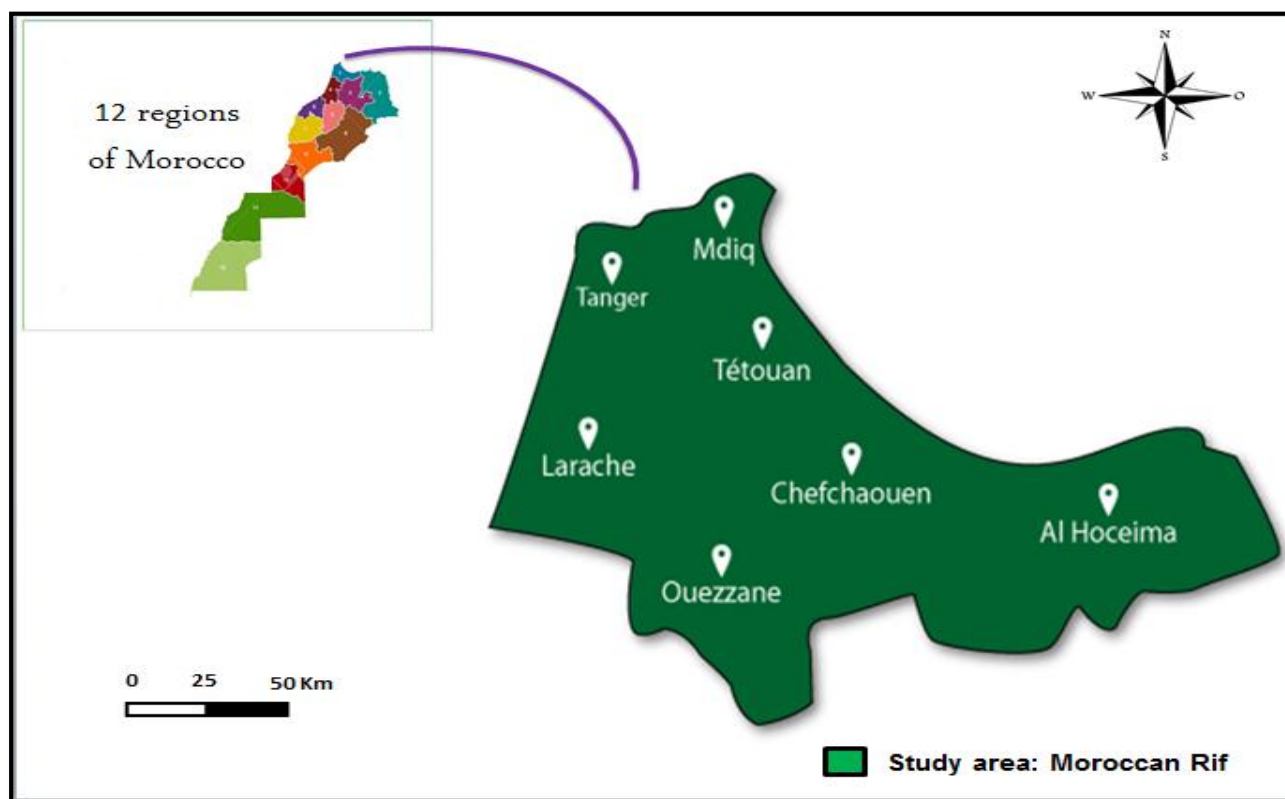 12 regions
of Morocco
N
W
O
S
Mdiq
Tanger
Tétouan
Larache
Chefchaouen
Al Hoceima
Ouezzane
0 25 50 Km
Study area: Moroccan Rif